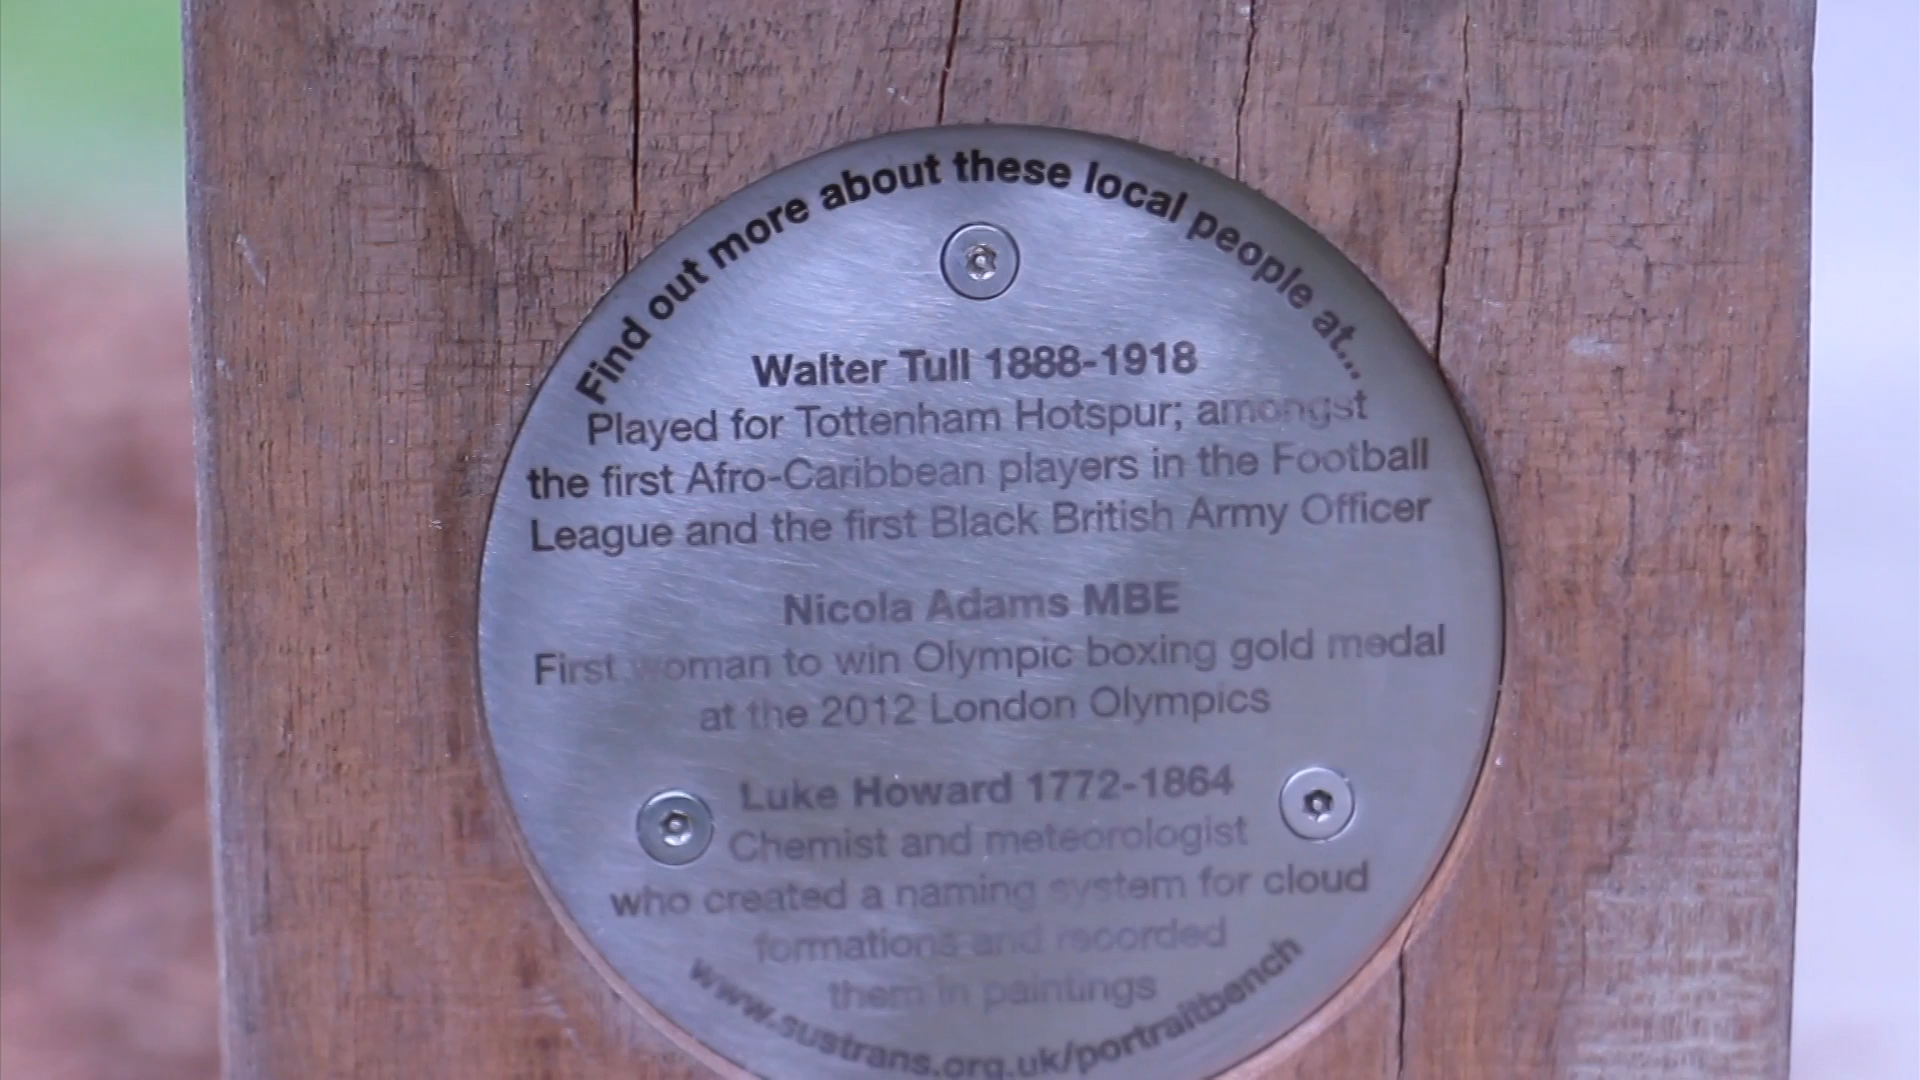 Find out more about these local people at...
Walter Tull 1888-1918
Played for Tottenham Hotspur; amongst
the first Afro-Caribbean players in the Football
League and the first Black British Army Officer
Nicola Adams MBE
First woman to win Olympic boxing gold medal
at the 2012 London Olympics
Luke Howard 1772-1864
Chemist and meteorologist
who created a naming system for cloud
formations and recorded
them in paintings
www.sustrans.org.uk/portraitbench